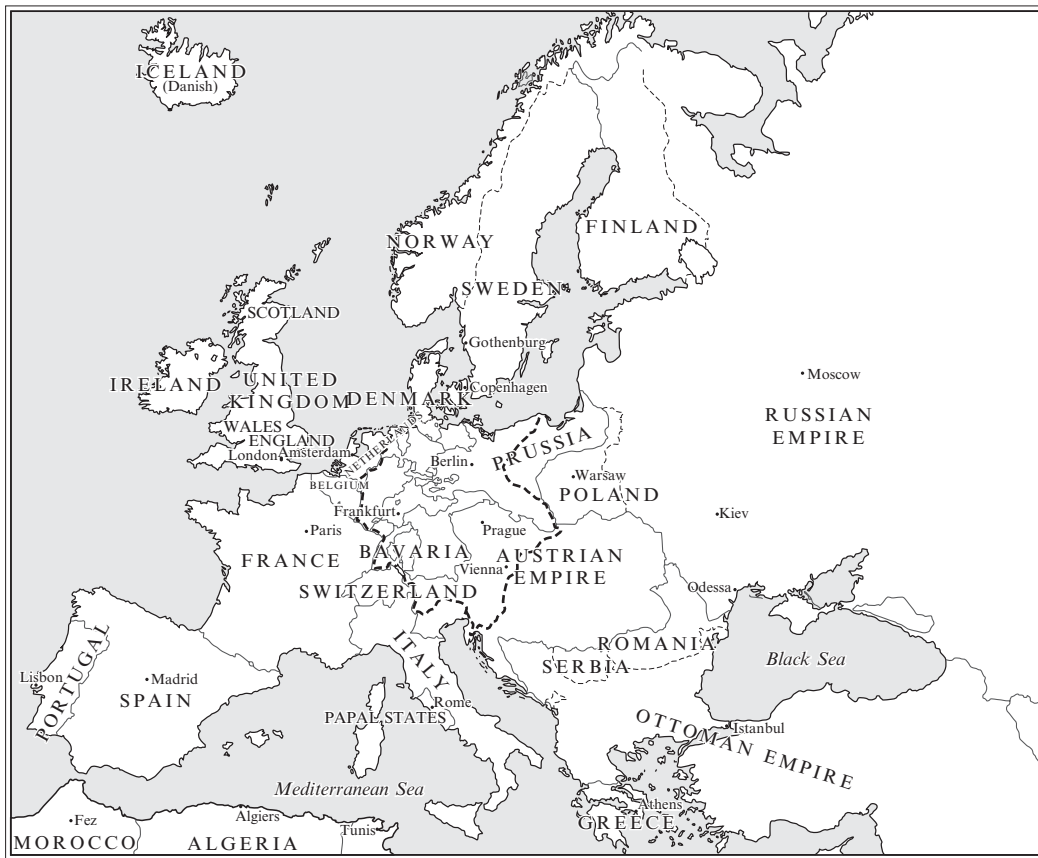 ICELAND
(Danish)
NORWAY
FINLAND
SWEDEN
SCOTLAND
Gothenburg
IRELAND
UNITED
KINGDOM
DENMARK
Copenhagen
Moscow
RUSSIAN
EMPIRE
WALES
ENGLAND
London
Amsterdam
NETHERLANDS
Berlin
PRUSSIA
Warsaw
POLAND
BELGIUM
Frankfurt
Kiev
Paris
Prague
FRANCE
BAVARIA
AUSTRIAN
EMPIRE
Vienna
SWITZERLAND
Odessa
ITALY
ROMANIA
SERBIA
Black Sea
PORTUGAL
Lisbon
Madrid
SPAIN
Rome
PAPAL STATES
OTTOMAN EMPIRE
Istanbul
Mediterranean Sea
Athens
GREECE
Fez
MOROCCO
Algiers
ALGERIA
Tunis